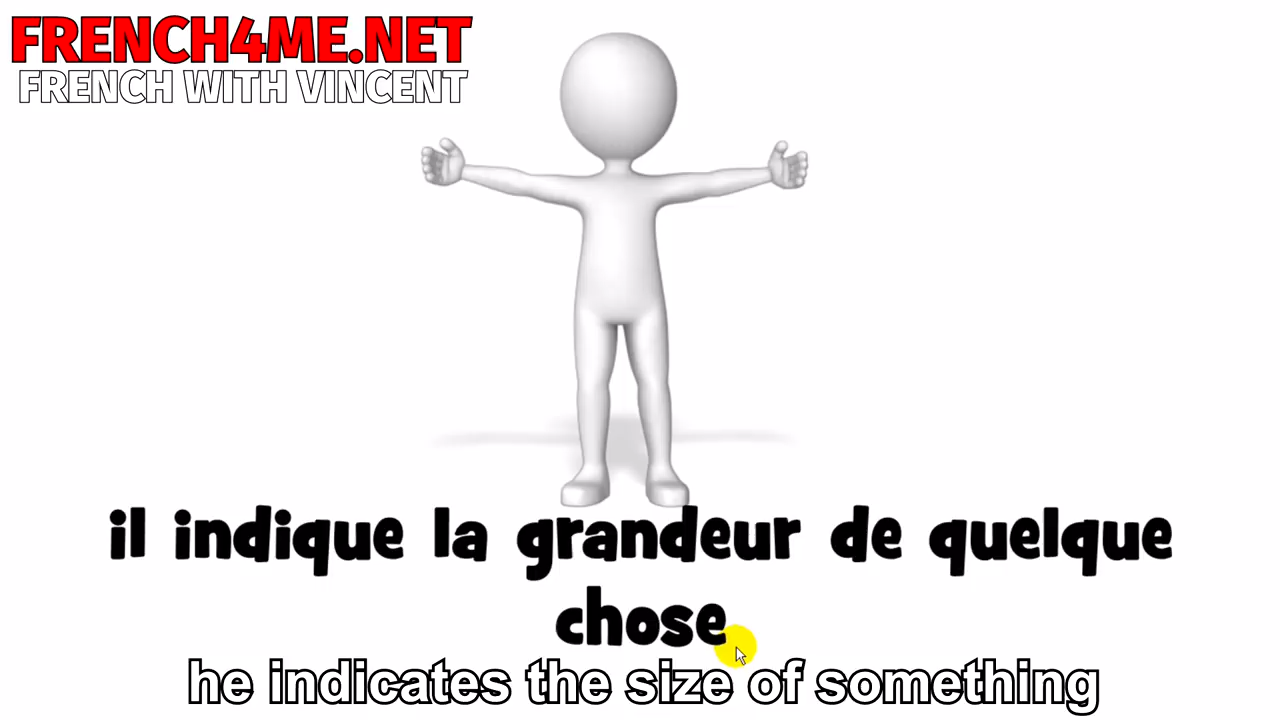 FRENCH4ME.NET
FRENCH WITH VINCENT
il indique la grandeur de quelque
chose
he indicates the size of something